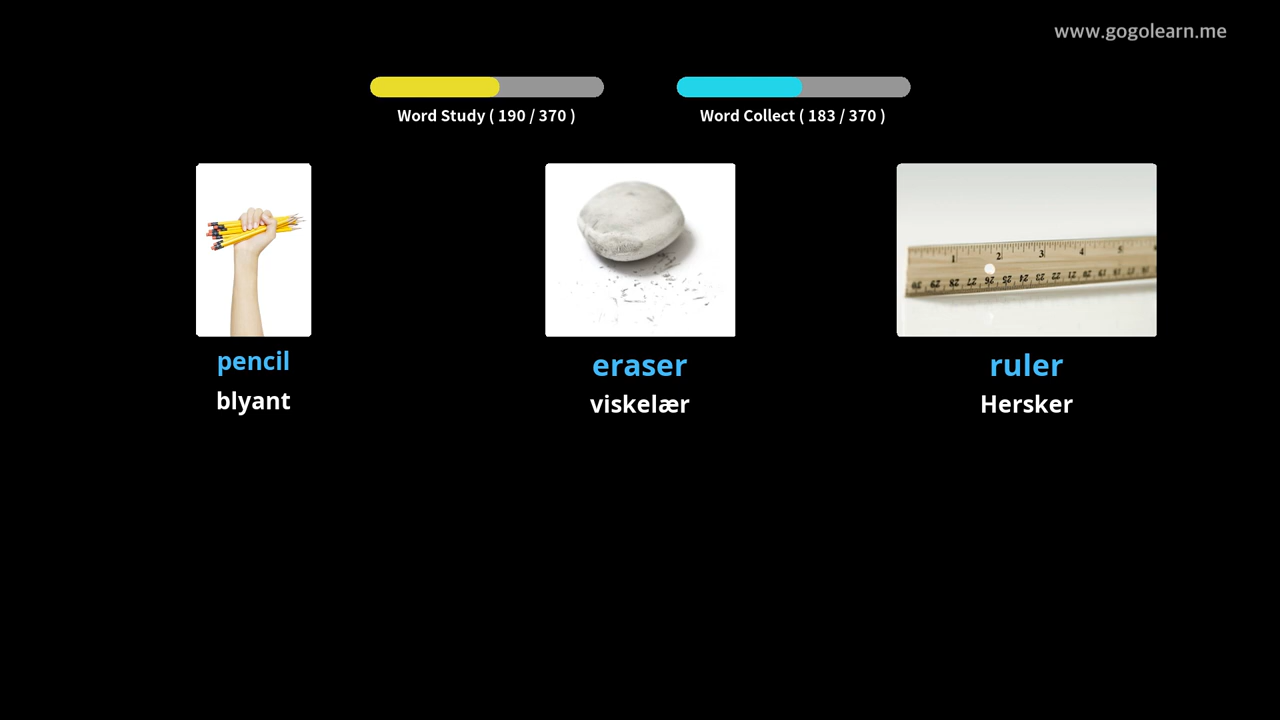 www.gogolearn.me
Word Study ( 190 / 370 )
Word Collect ( 183 / 370 )
pencil
blyant
eraser
viskelær
ruler
Hersker